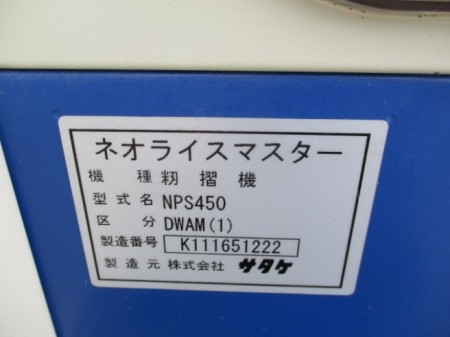 ネオライスマスター
機種 籾摺機
型式名 NPS450
区分 DWAM(1)
製造番号 K111651222
製造元 株式会社 サタケ